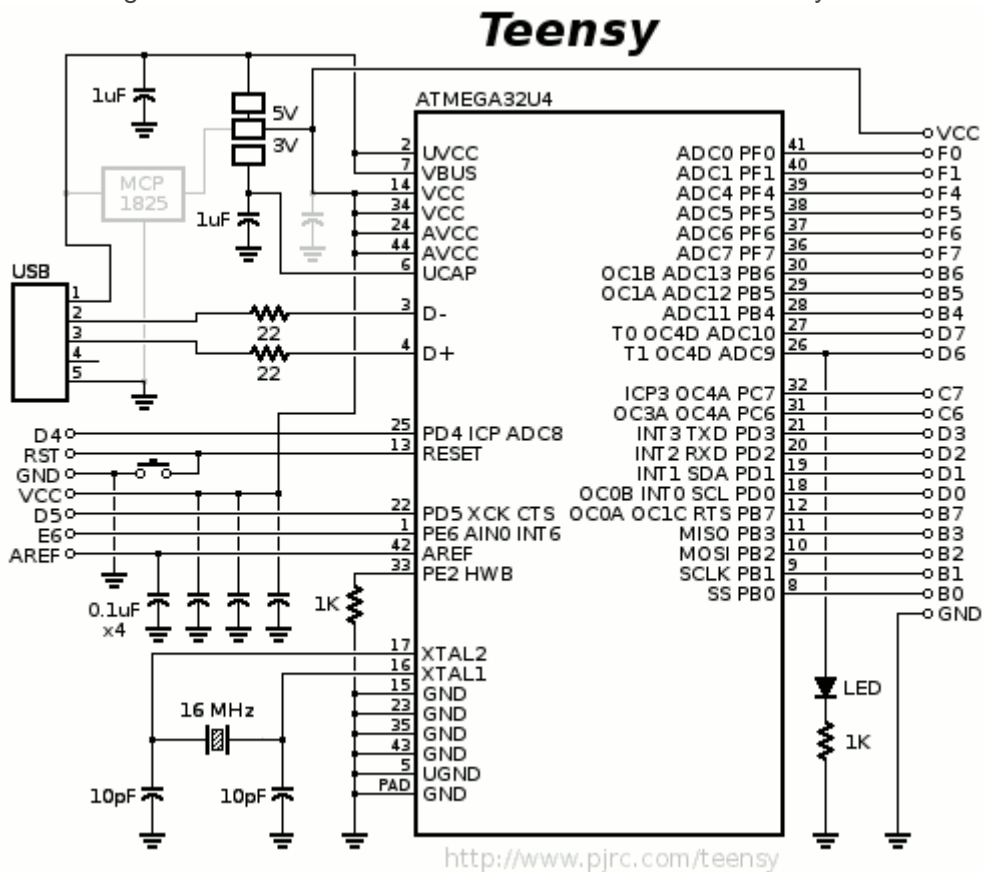 Teensy
ATMEGA32U4
1uF
5V
3V
MCP
1825
1uF
USB
1
2
3
4
5
22
22
D4
RST
GND
VCC
D5
E6
AREF
0.1uF
x4
1K
16 MHz
10pF
10pF
2 UVCC
7 VBUS
14 VCC
34 VCC
24 AVCC
44 AVCC
6 UCAP
3 D-
4 D+
25 PD4 ICP ADC8
13 RESET
22 PD5 XCK CTS
1 PE6 AIN0 INT6
42 AREF
33 PE2 HWB
17 XTAL2
16 XTAL1
15 GND
23 GND
35 GND
43 GND
5 UGND
PAD GND
VCC
ADC0 PF0 41 F0
ADC1 PF1 40 F1
ADC4 PF4 39 F4
ADC5 PF5 38 F5
ADC6 PF6 37 F6
ADC7 PF7 36 F7
OC1B ADC13 PB6 30 B6
OC1A ADC12 PB5 29 B5
ADC11 PB4 28 B4
T0 OC4D ADC10 27 D7
T1 OC4D ADC9 26 D6
ICP3 OC4A PC7 32 C7
OC3A OC4A PC6 31 C6
INT3 TXD PD3 21 D3
INT2 RXD PD2 20 D2
INT1 SDA PD1 19 D1
OC0B INT0 SCL PD0 18 D0
OC0A OC1C RTS PB7 12 B7
MISO PB3 11 B3
MOSI PB2 10 B2
SCLK PB1 9 B1
SS PB0 8 B0
GND
LED
1K
http://www.pjrc.com/teensy